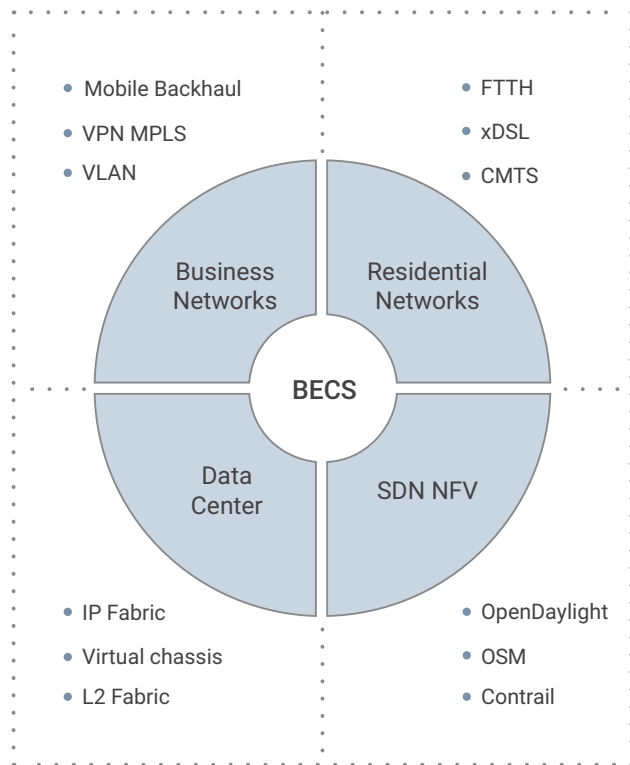 Mobile Backhaul
VPN MPLS
VLAN
FTTH
xDSL
CMTS
Business
Networks
Residential
Networks
BECS
Data
Center
SDN NFV
IP Fabric
Virtual chassis
L2 Fabric
OpenDaylight
OSM
Contrail